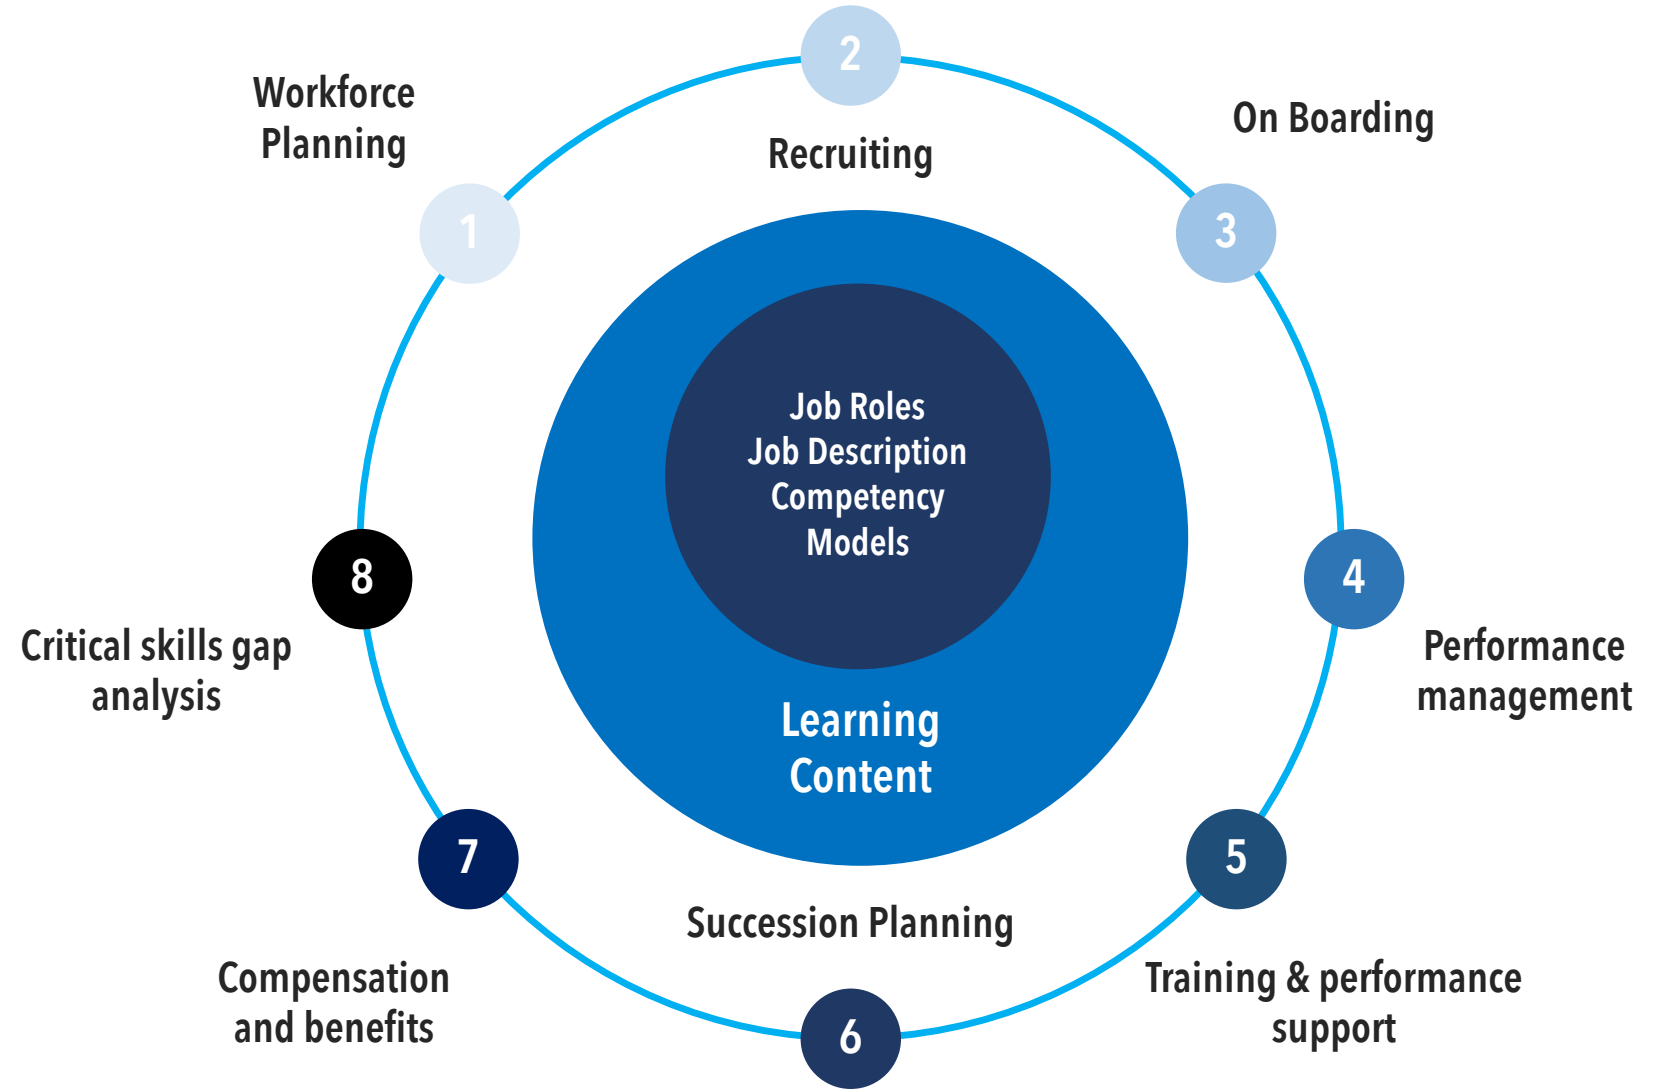 2
Workforce
Planning
On Boarding
Recruiting
1
3
Job Roles
Job Description
Competency
Models
8
4
Critical skills gap
analysis
Performance
management
Learning
Content
7
5
Succession Planning
Compensation
and benefits
Training & performance
support
6